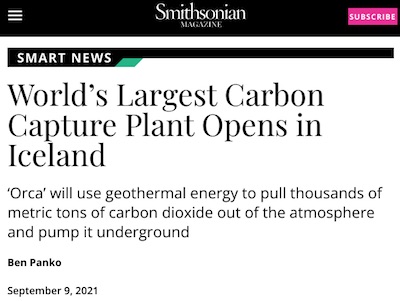 Smithsonian
MAGAZINE
SUBSCRIBE
SMART NEWS
World's Largest Carbon
Capture Plant Opens in
Iceland
‘Orca’ will use geothermal energy to pull thousands of
metric tons of carbon dioxide out of the atmosphere
and pump it underground
Ben Panko
September 9, 2021